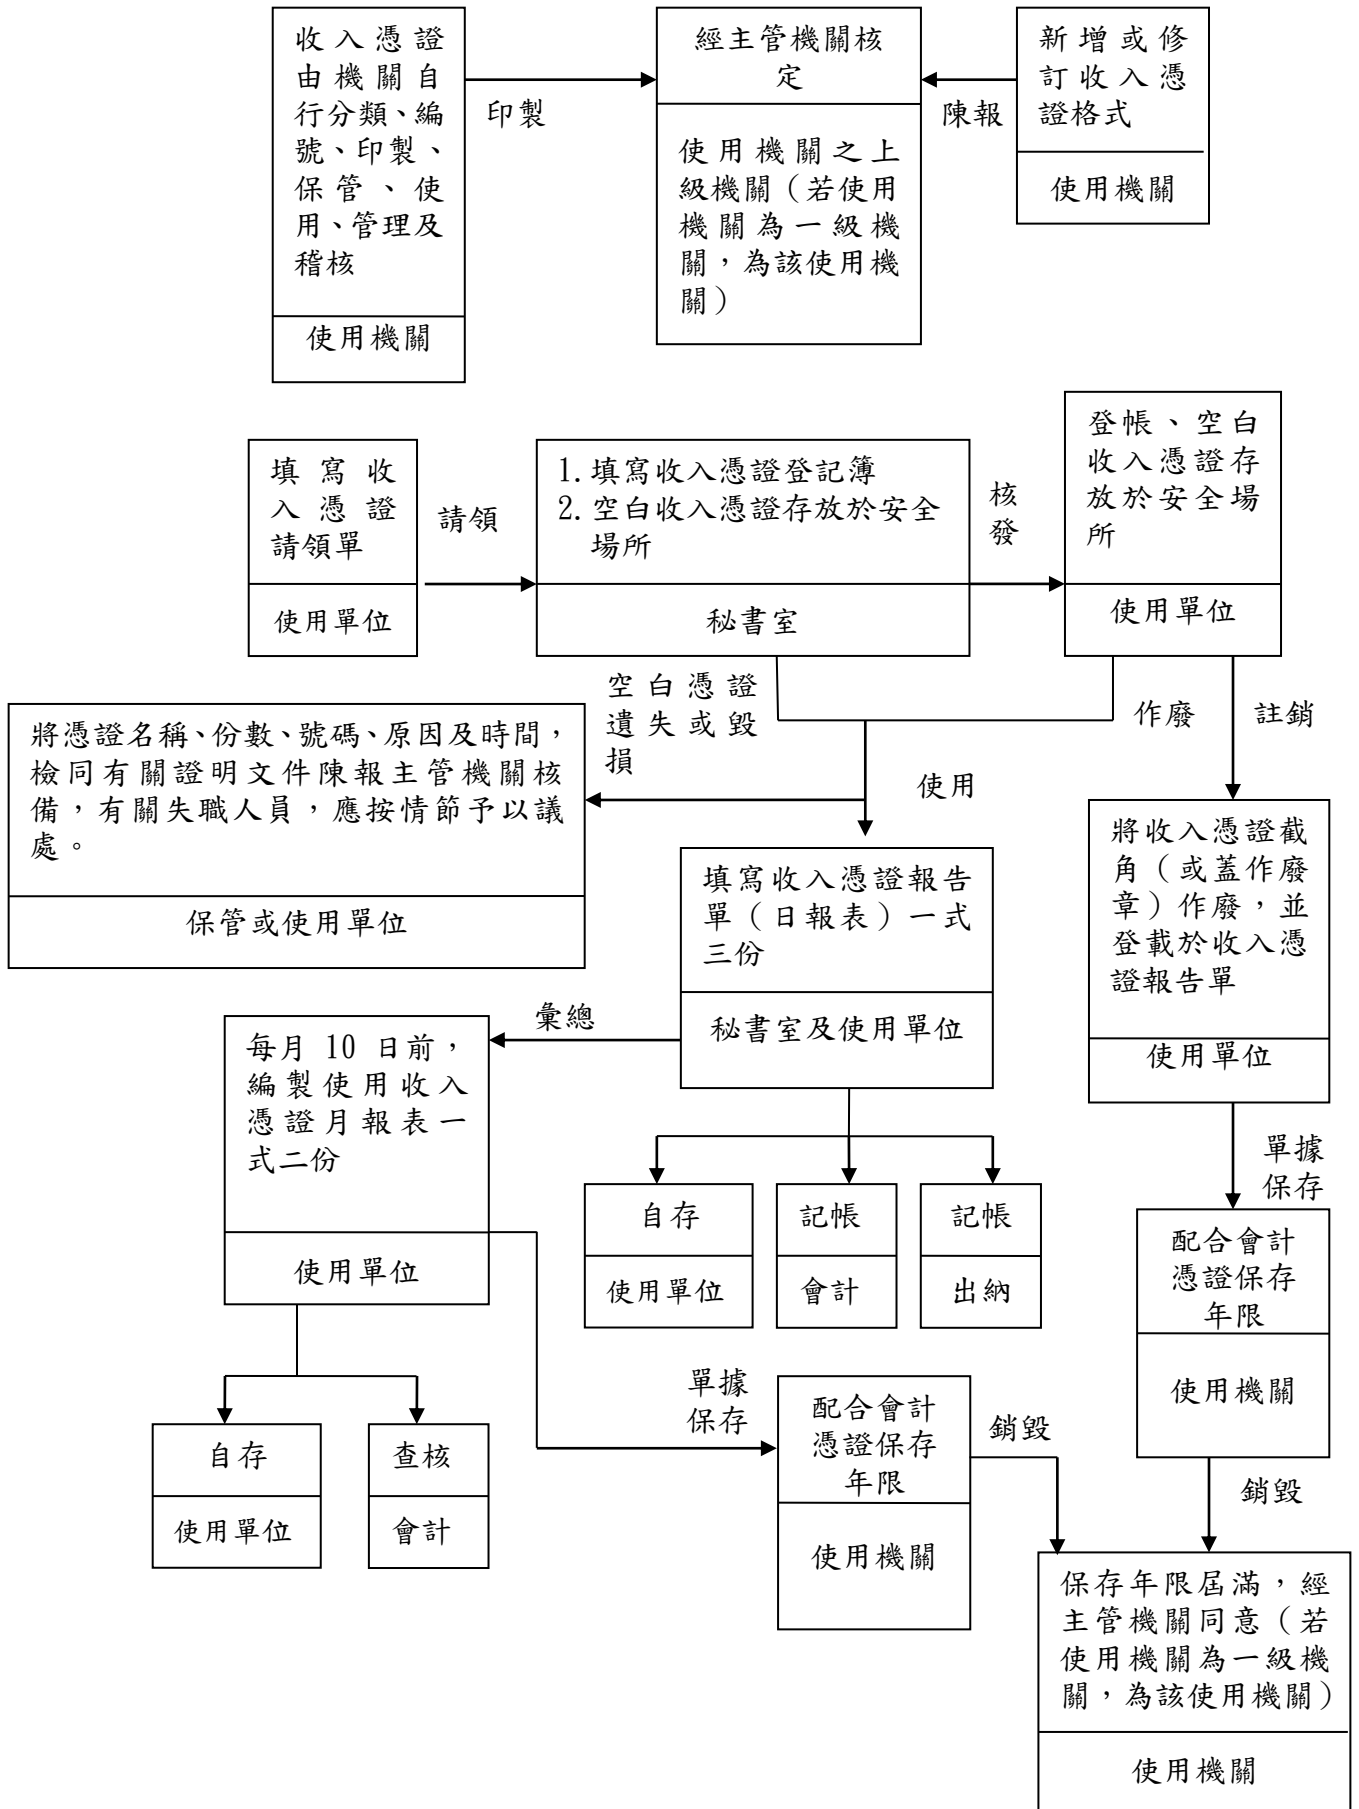 收入憑證
由機關自
行分類、編
號、印製、
保管、使
用、管理及
稽核
使用機關
印製
經主管機關核
定
使用機關之上
級機關（若使用
機關為一級機
關，為該使用機
關）
陳報
新增或修
訂收入憑
證格式
使用機關
填寫收
入憑證
請領單
使用單位
請領
1.填寫收入憑證登記簿
2.空白收入憑證存放於安全
場所
秘書室
核
發
登帳、空白
收入憑證存
放於安全場
所
使用單位
空白憑證
遺失或毀
損
使用
作廢
註銷
將憑證名稱、份數、號碼、原因及時間，
檢同有關證明文件陳報主管機關核
備，有關失職人員，應按情節予以議
處。
保管或使用單位
填寫收入憑證報告
單（日報表）一式
三份
秘書室及使用單位
將收入憑證截
角（或蓋作廢
章）作廢，並
登載於收入憑
證報告單
使用單位
彙總
每月 10 日前，
編製使用收入
憑證月報表一
式二份
使用單位
自存
使用單位
記帳
會計
記帳
出納
單據
保存
配合會計
憑證保存
年限
使用機關
自存
使用單位
查核
會計
單據
保存
配合會計
憑證保存
年限
使用機關
銷毀
銷毀
保存年限屆滿，經
主管機關同意（若
使用機關為一級機
關，為該使用機關）
使用機關